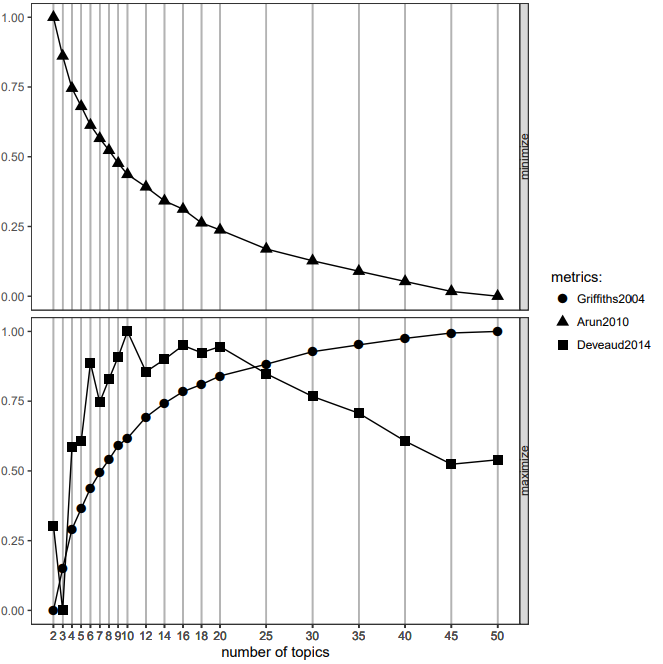 1.00
0.75
0.50
0.25
0.00
minimize
1.00
0.75
0.50
0.25
0.00
maximize
2 3 4 5 6 7 8 9 10 12 14 16 18 20 25 30 35 40 45 50
number of topics
metrics:
Griffiths2004
Arun2010
Deveaud2014